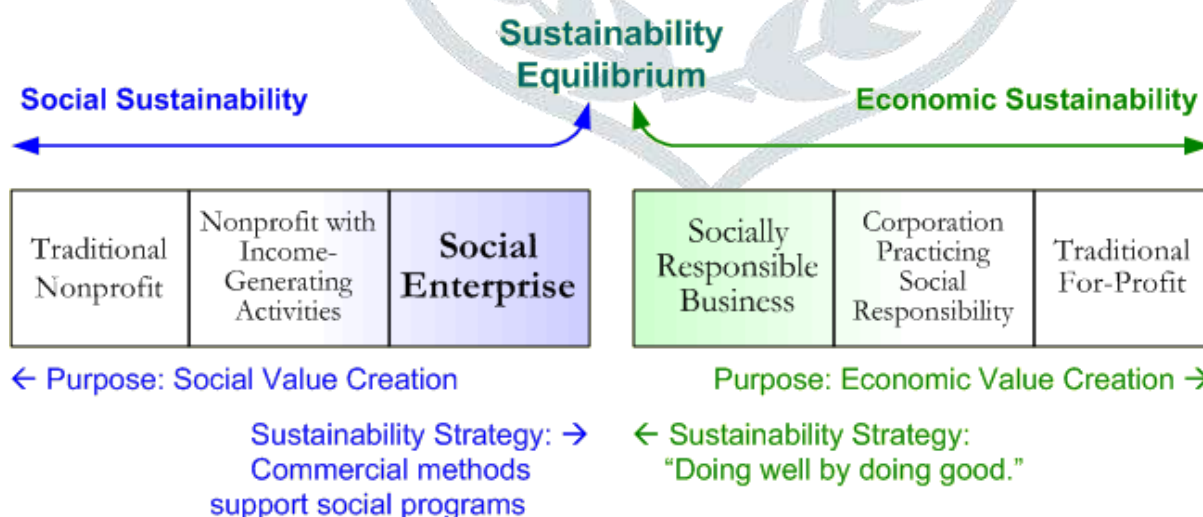 Sustainability
Equilibrium
Social Sustainability
Economic Sustainability
Traditional
Nonprofit
Nonprofit with
Income-
Generating
Activities
Social
Enterprise
Socially
Responsible
Business
Corporation
Practicing
Social
Responsibility
Traditional
For-Profit
← Purpose: Social Value Creation
Purpose: Economic Value Creation →
Sustainability Strategy: →
Commercial methods
support social programs
← Sustainability Strategy:
“Doing well by doing good.”